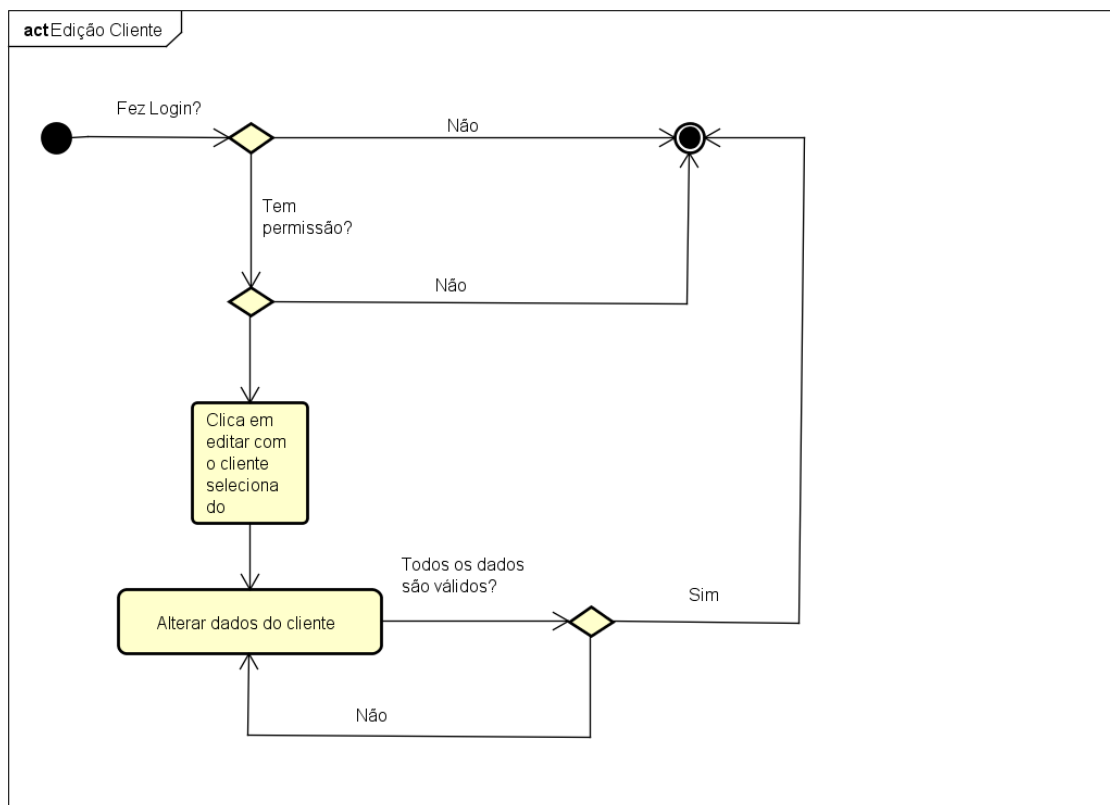 act Edição Cliente
Fez Login?
Não
Tem
permissão?
Não
Clica em
editar com
o cliente
seleciona
do
Todos os dados
são válidos?
Sim
Alterar dados do cliente
Não